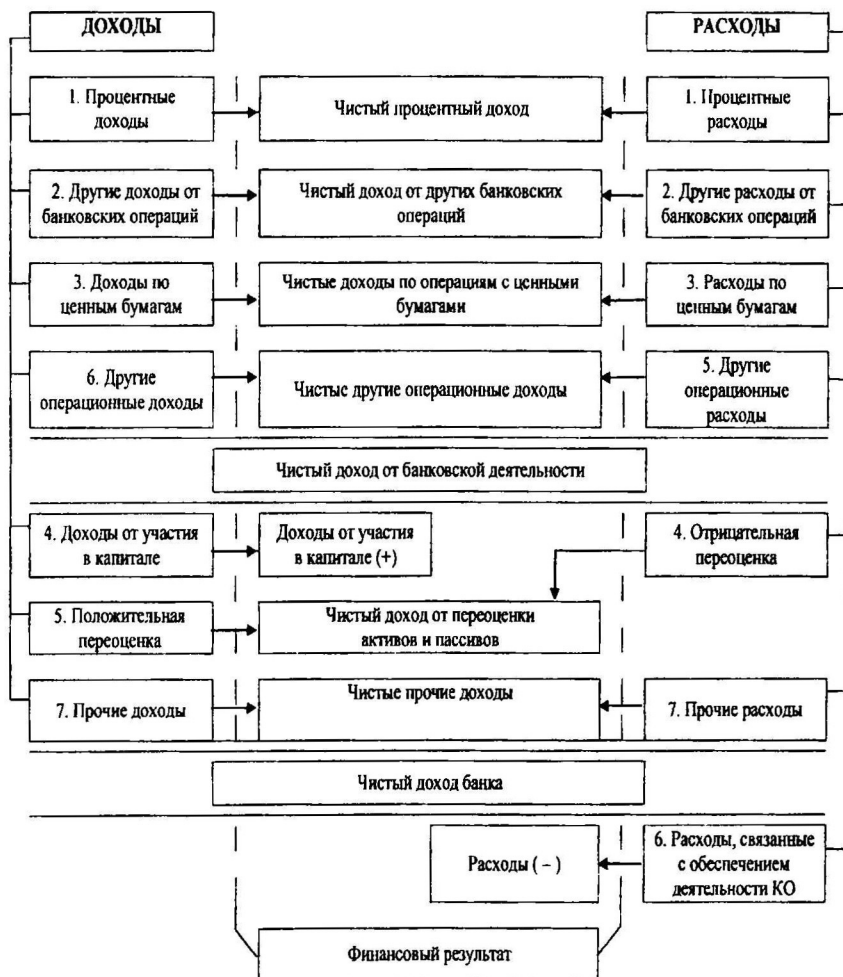 ДОХОДЫ
РАСХОДЫ
1. Процентные
доходы
Чистый процентный доход
1. Процентные
расходы
2. Другие доходы от
банковских операций
Чистый доход от других банковских
операций
2. Другие расходы от
банковских операций
3. Доходы по
ценным бумагам
Чистые доходы по операциям с ценными
бумагами
3. Расходы по
ценным бумагам
6. Другие
операционные доходы
Чистые другие операционные доходы
5. Другие
операционные
расходы
Чистый доход от банковской деятельности
4. Доходы от участия
в капитале
Доходы от участия
в капитале (+)
4. Отрицательная
переоценка
5. Положительная
переоценка
Чистый доход от переоценки
активов и пассивов
7. Прочие доходы
Чистые прочие доходы
7. Прочие расходы
Чистый доход банка
Расходы ( – )
6. Расходы, связанные
с обеспечением
деятельности КО
Финансовый результат